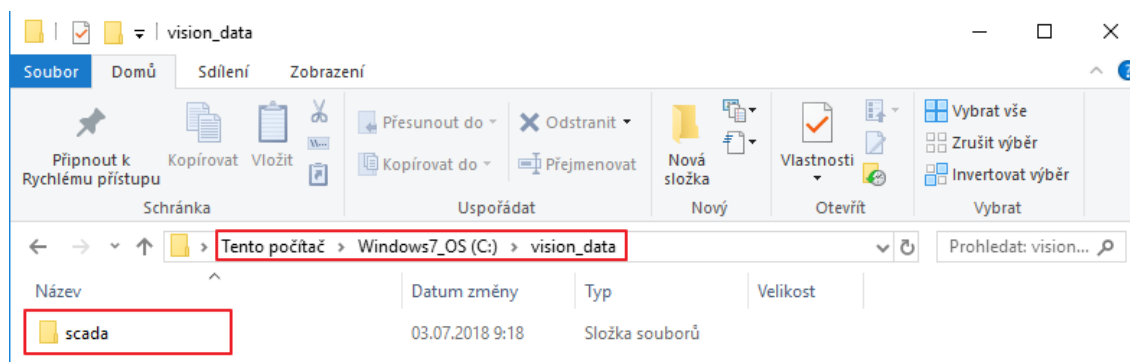 vision_data
Soubor Domů Sdílení Zobrazení
Připnout k Rychlému přístupu
Kopírovat
Vložit
Přesunout do
Kopírovat do
Odstranit
Přejmenovat
Nová složka
Vlastnosti
Vybrat vše
Zrušit výběr
Invertovat výběr
Schránka Uspořádat Nový Otevřít Vybrat
Tento počítač > Windows7_OS (C:) > vision_data
Prohledat: vision...
Název Datum změny Typ Velikost
scada 03.07.2018 9:18 Složka souborů